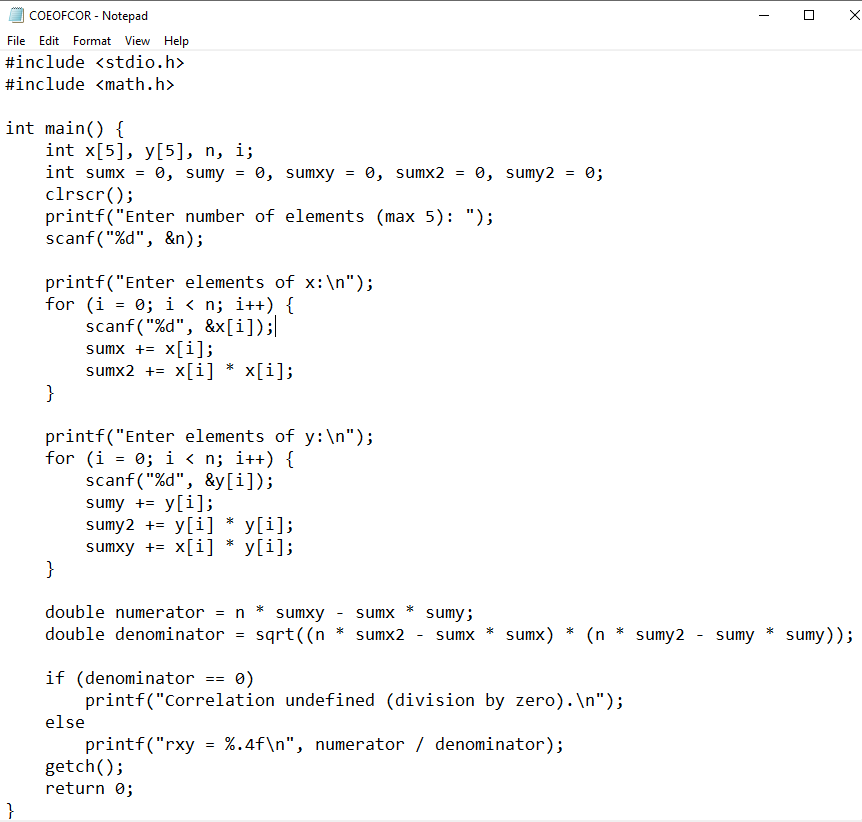 COEOFCOR - Notepad
File Edit Format View Help
#include <stdio.h>
#include <math.h>

int main() {
    int x[5], y[5], n, i;
    int sumx = 0, sumy = 0, sumxy = 0, sumx2 = 0, sumy2 = 0;
    clrscr();
    printf("Enter number of elements (max 5): ");
    scanf("%d", &n);

    printf("Enter elements of x:\n");
    for (i = 0; i < n; i++) {
        scanf("%d", &x[i]);
        sumx += x[i];
        sumx2 += x[i] * x[i];
    }

    printf("Enter elements of y:\n");
    for (i = 0; i < n; i++) {
        scanf("%d", &y[i]);
        sumy += y[i];
        sumy2 += y[i] * y[i];
        sumxy += x[i] * y[i];
    }

    double numerator = n * sumxy - sumx * sumy;
    double denominator = sqrt((n * sumx2 - sumx * sumx) * (n * sumy2 - sumy * sumy));

    if (denominator == 0)
        printf("Correlation undefined (division by zero).\n");
    else
        printf("rxy = %.4f\n", numerator / denominator);
    getch();
    return 0;
}